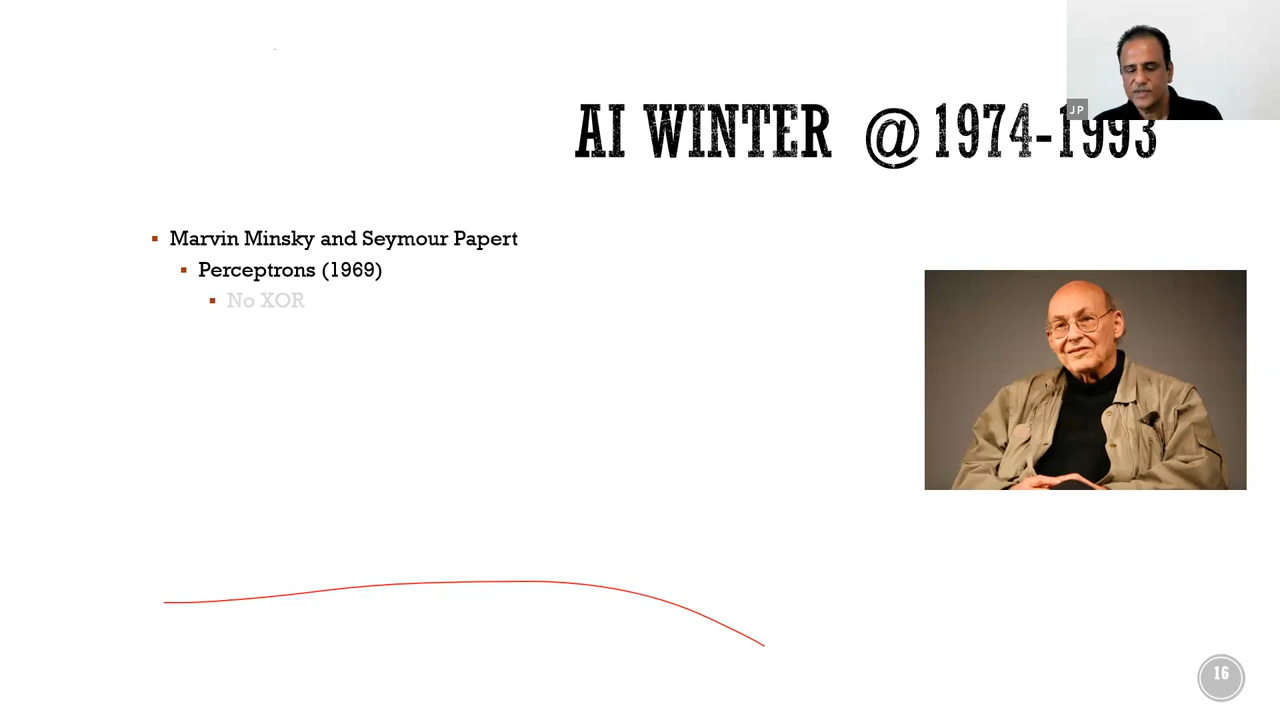 JP
AI WINTER @1974-1993
Marvin Minsky and Seymour Papert
Perceptrons (1969)
No XOR
16